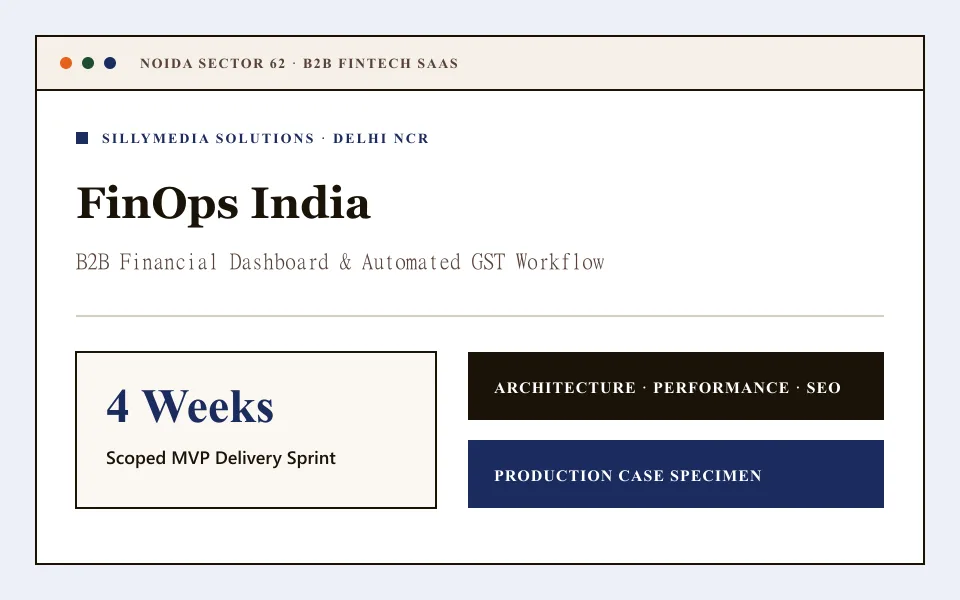 NOIDA SECTOR 62 · B2B FINTECH SAAS
SILLYMEDIA SOLUTIONS · DELHI NCR
FinOps India
B2B Financial Dashboard & Automated GST Workflow
4 Weeks
Scoped MVP Delivery Sprint
ARCHITECTURE · PERFORMANCE · SEO
PRODUCTION CASE SPECIMEN